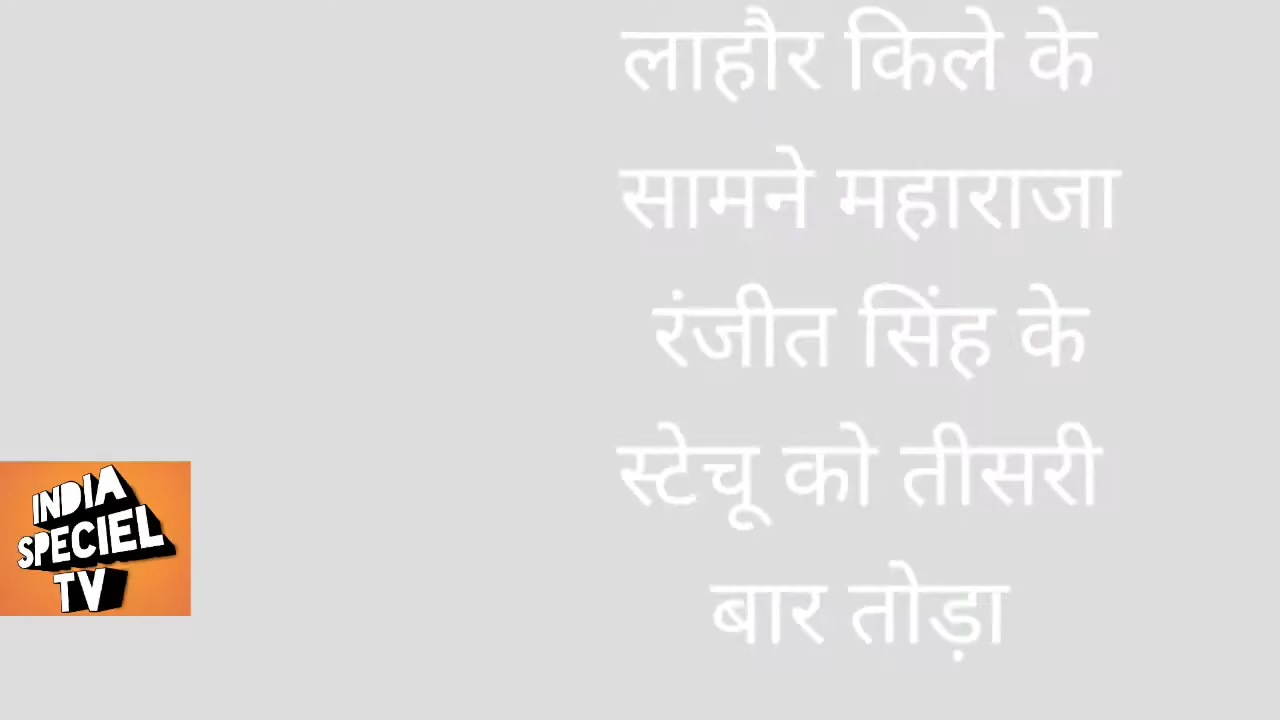 लाहौर किले के
सामने महाराजा
रंजीत सिंह के
स्टेचू को तीसरी
बार तोड़ा
INDIA
SPECIEL
TV